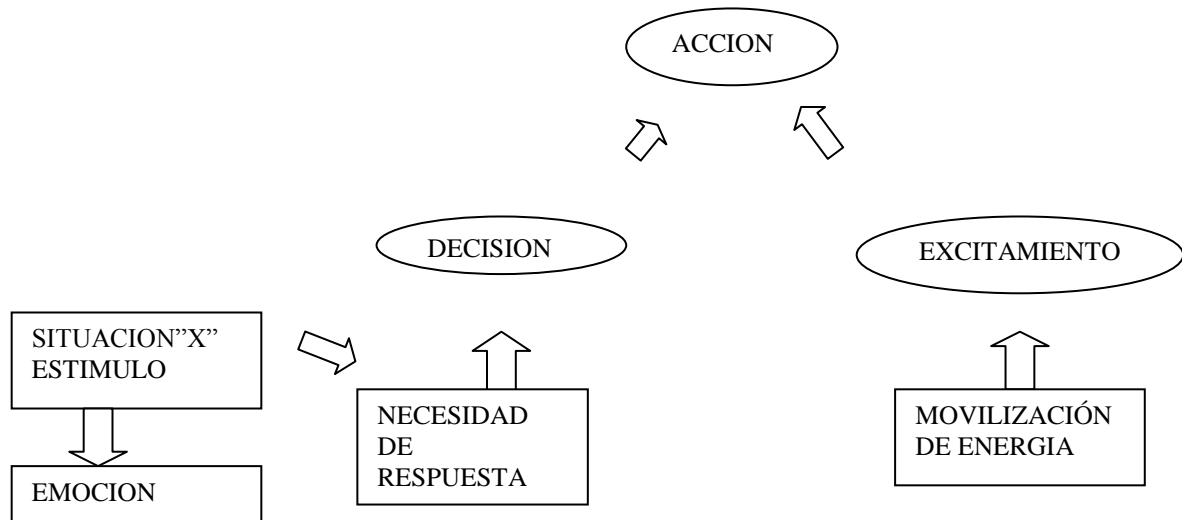 ACCION
DECISION
EXCITAMIENTO
SITUACION”X”
ESTIMULO
NECESIDAD
DE
RESPUESTA
MOVILIZACIÓN
DE ENERGIA
EMOCION